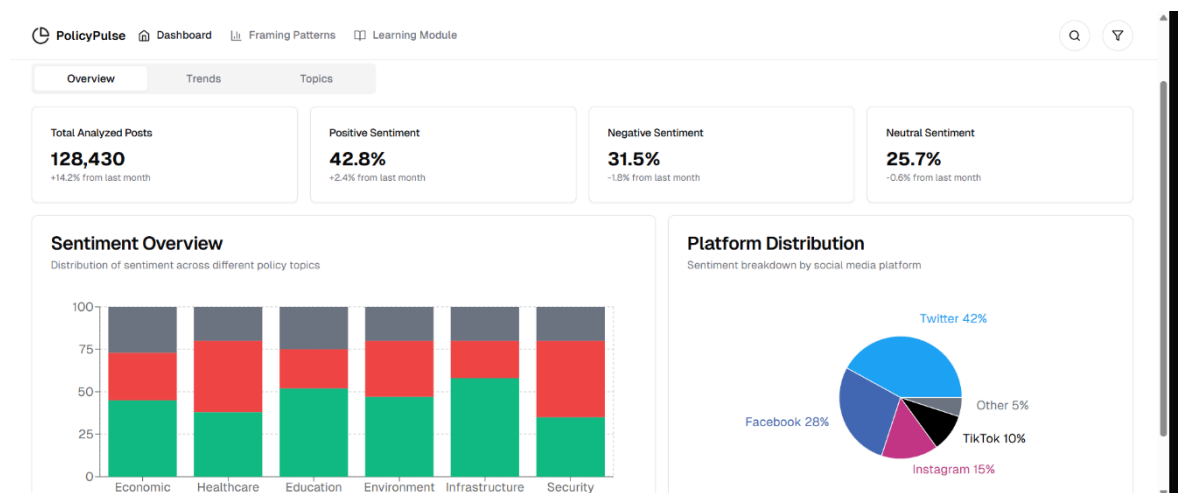 PolicyPulse Dashboard Framing Patterns Learning Module
Overview Trends Topics
Total Analyzed Posts
128,430
+14.2% from last month
Positive Sentiment
42.8%
+2.4% from last month
Negative Sentiment
31.5%
-1.8% from last month
Neutral Sentiment
25.7%
-0.6% from last month
Sentiment Overview
Distribution of sentiment across different policy topics
100
75
50
25
0
Economic Healthcare Education Environment Infrastructure Security
Platform Distribution
Sentiment breakdown by social media platform
Twitter 42%
Facebook 28%
Other 5%
TikTok 10%
Instagram 15%